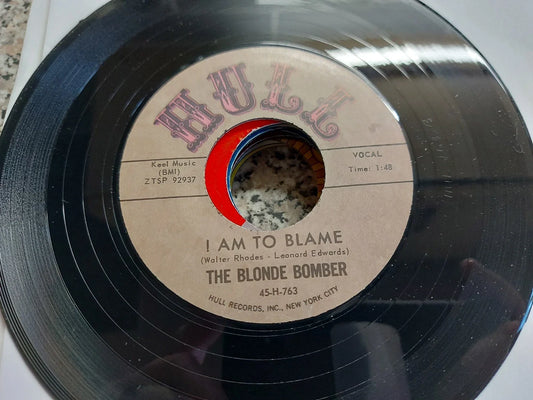 HULL
Keel Music
(BMI)
ZTSP 92937
VOCAL
Time: 1:48
I AM TO BLAME
(Walter Rhodes - Leonard Edwards)
THE BLONDE BOMBER
45-H-763
HULL RECORDS, INC., NEW YORK CITY